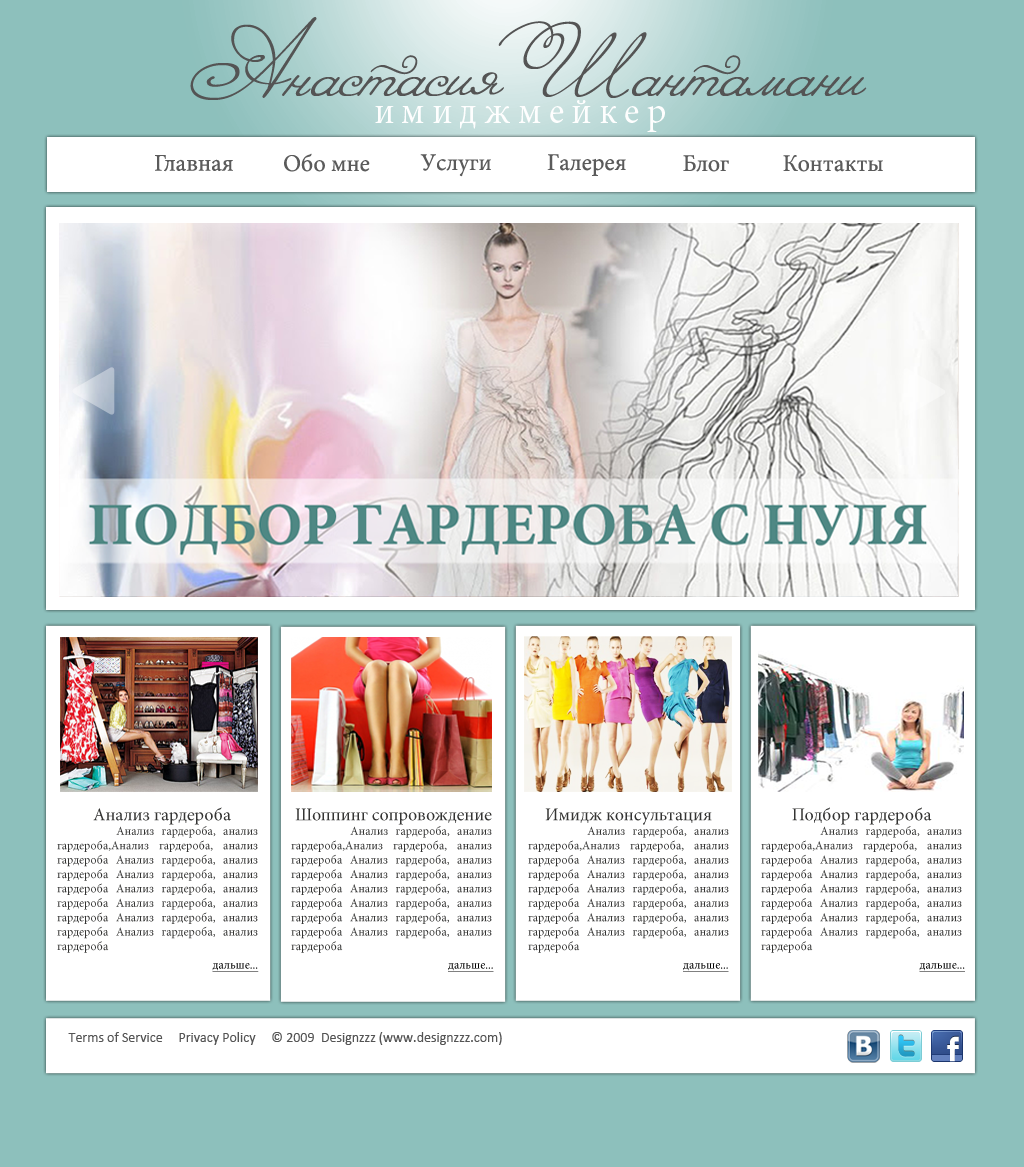 Анастасия Шантамани
имиджмейкер
Главная Обо мне Услуги Галерея Блог Контакты
ПОДБОР ГАРДЕРОБА С НУЛЯ
Анализ гардероба
Анализ гардероба, анализ
гардероба,Анализ гардероба, анализ
гардероба Анализ гардероба, анализ
гардероба Анализ гардероба, анализ
гардероба Анализ гардероба, анализ
гардероба Анализ гардероба, анализ
гардероба Анализ гардероба, анализ
гардероба Анализ гардероба, анализ
гардероба
дальше...
Шоппинг сопровождение
Анализ гардероба, анализ
гардероба,Анализ гардероба, анализ
гардероба Анализ гардероба, анализ
гардероба Анализ гардероба, анализ
гардероба Анализ гардероба, анализ
гардероба Анализ гардероба, анализ
гардероба Анализ гардероба, анализ
гардероба Анализ гардероба, анализ
гардероба
дальше...
Имидж консультация
Анализ гардероба, анализ
гардероба,Анализ гардероба, анализ
гардероба Анализ гардероба, анализ
гардероба Анализ гардероба, анализ
гардероба Анализ гардероба, анализ
гардероба Анализ гардероба, анализ
гардероба Анализ гардероба, анализ
гардероба Анализ гардероба, анализ
гардероба
дальше...
Подбор гардероба
Анализ гардероба, анализ
гардероба,Анализ гардероба, анализ
гардероба Анализ гардероба, анализ
гардероба Анализ гардероба, анализ
гардероба Анализ гардероба, анализ
гардероба Анализ гардероба, анализ
гардероба Анализ гардероба, анализ
гардероба Анализ гардероба, анализ
гардероба
дальше...
Terms of Service Privacy Policy © 2009 Designzzz (www.designzzz.com)
B t f